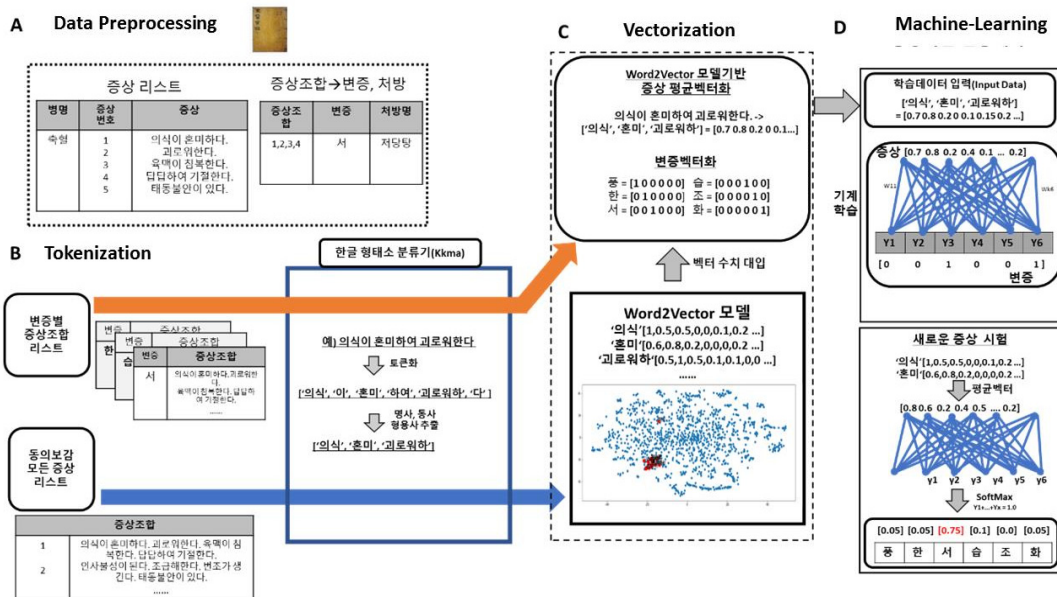 A Data Preprocessing
증상 리스트
병명 증상번호 증상
숙혈 1 의식이 혼미하다.
2 괴로워한다.
3 육맥이 침복한다.
4 답답하여 기절한다.
5 태동불안이 있다.
증상조합→변증, 처방
증상조합 변증 처방명
1,2,3,4 서 저당탕
B Tokenization
한글 형태소 분류기(Kkma)
변증별
증상조합
리스트
변증 증상조합
한
변증 증상조합
습
변증 증상조합
서 의식이 혼미하다.괴로워한
다.
육맥이 침복한다. 답답하
여 기절한다.
......
예) 의식이 혼미하여 괴로워한다
토큰화
['의식', '이', '혼미', '하여', '괴로워하', '다']
명사, 동사
형용사 추출
['의식', '혼미', '괴로워하']
동의보감
모든 증상
리스트
증상조합
1 의식이 혼미하다. 괴로워한다. 육맥이 침
복한다. 답답하여 기절한다.
2 인사불성이 된다. 조급해한다. 번조가 생
긴다. 태동불안이 있다.
......
C Vectorization
Word2Vector 모델기반
증상 평균벡터화
의식이 혼미하여 괴로워한다. ->
['의식', '혼미', '괴로워하'] = [0.7 0.8 0.2 0 0.1...]
변증벡터화
풍 = [1 0 0 0 0 0] 습 = [0 0 0 1 0 0]
한 = [0 1 0 0 0 0] 조 = [0 0 0 0 1 0]
서 = [0 0 1 0 0 0] 화 = [0 0 0 0 0 1]
벡터 수치 대입
Word2Vector 모델
'의식'[1,0.5,0.5,0,0,0.1,0.2 ...]
'혼미'[0.6,0.8,0.2,0,0,0,0.2 ...]
'괴로워하'[0.5,1,0.5,0.1,0.1,0,0 ...]
......
D Machine-Learning
학습데이터 입력(Input Data)
['의식', '혼미', '괴로워하']
= [0.7 0.8 0.2 0 0.1 0.15 0.2 ...]
기계
학습
증상 [0.7 0.8 0.2 0.4 0.1 ... 0.2]
W11 Wk6
Y1 Y2 Y3 Y4 Y5 Y6
[0 0 1 0 0 1]
변증
새로운 증상 시험
'의식'[1,0.5,0.5,0,0,0.1,0.2 ...]
'혼미'[0.6,0.8,0.2,0,0,0,0.2 ...]
평균벡터
[0.8 0.6 0.2 0.4 0.5 .... 0.2]
y1 y2 y3 y4 y5 y6
SoftMax
Y1+...+Yx = 1.0
[0.05] [0.05] [0.75] [0.1] [0.0] [0.05]
풍 한 서 습 조 화